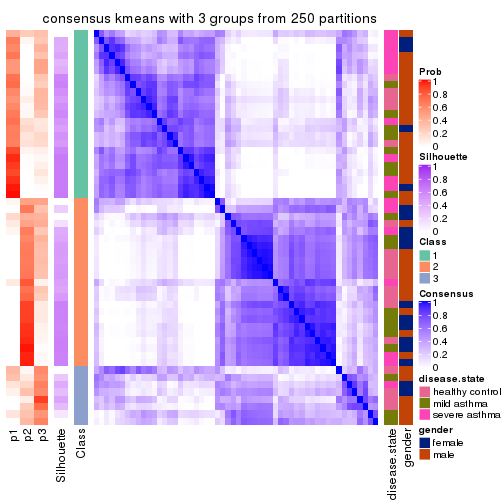 consensus kmeans with 3 groups from 250 partitions
Prob
1
0.8
0.6
0.4
0.2
0
Silhouette
1
0.8
0.6
0.4
0.2
0
Class
1
2
3
Consensus
1
0.8
0.6
0.4
0.2
0
disease.state
healthy control
mild asthma
severe asthma
gender
female
male
p1
p2
p3
Silhouette
Class
disease.state
gender